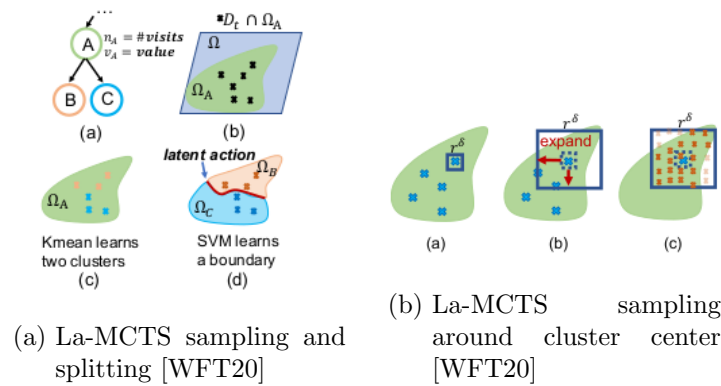 ...
A
n_A = #visits
v_A = value
B
C
(a)
*D_t ∩ Ω_A
Ω
Ω_A
(b)
Ω_A
Kmean learns
two clusters
(c)
latent action
Ω_B
Ω_C
SVM learns
a boundary
(d)
(a) La-MCTS sampling and
splitting [WFT20]
r^δ
(a)
r^δ
expand
(b)
r^δ
(c)
(b) La-MCTS sampling
around cluster center
[WFT20]